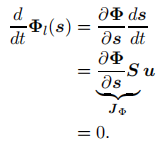 d/dt Φ_l(s) = ∂Φ/∂s ds/dt
= ∂Φ/∂s S u
J_Φ
= 0.